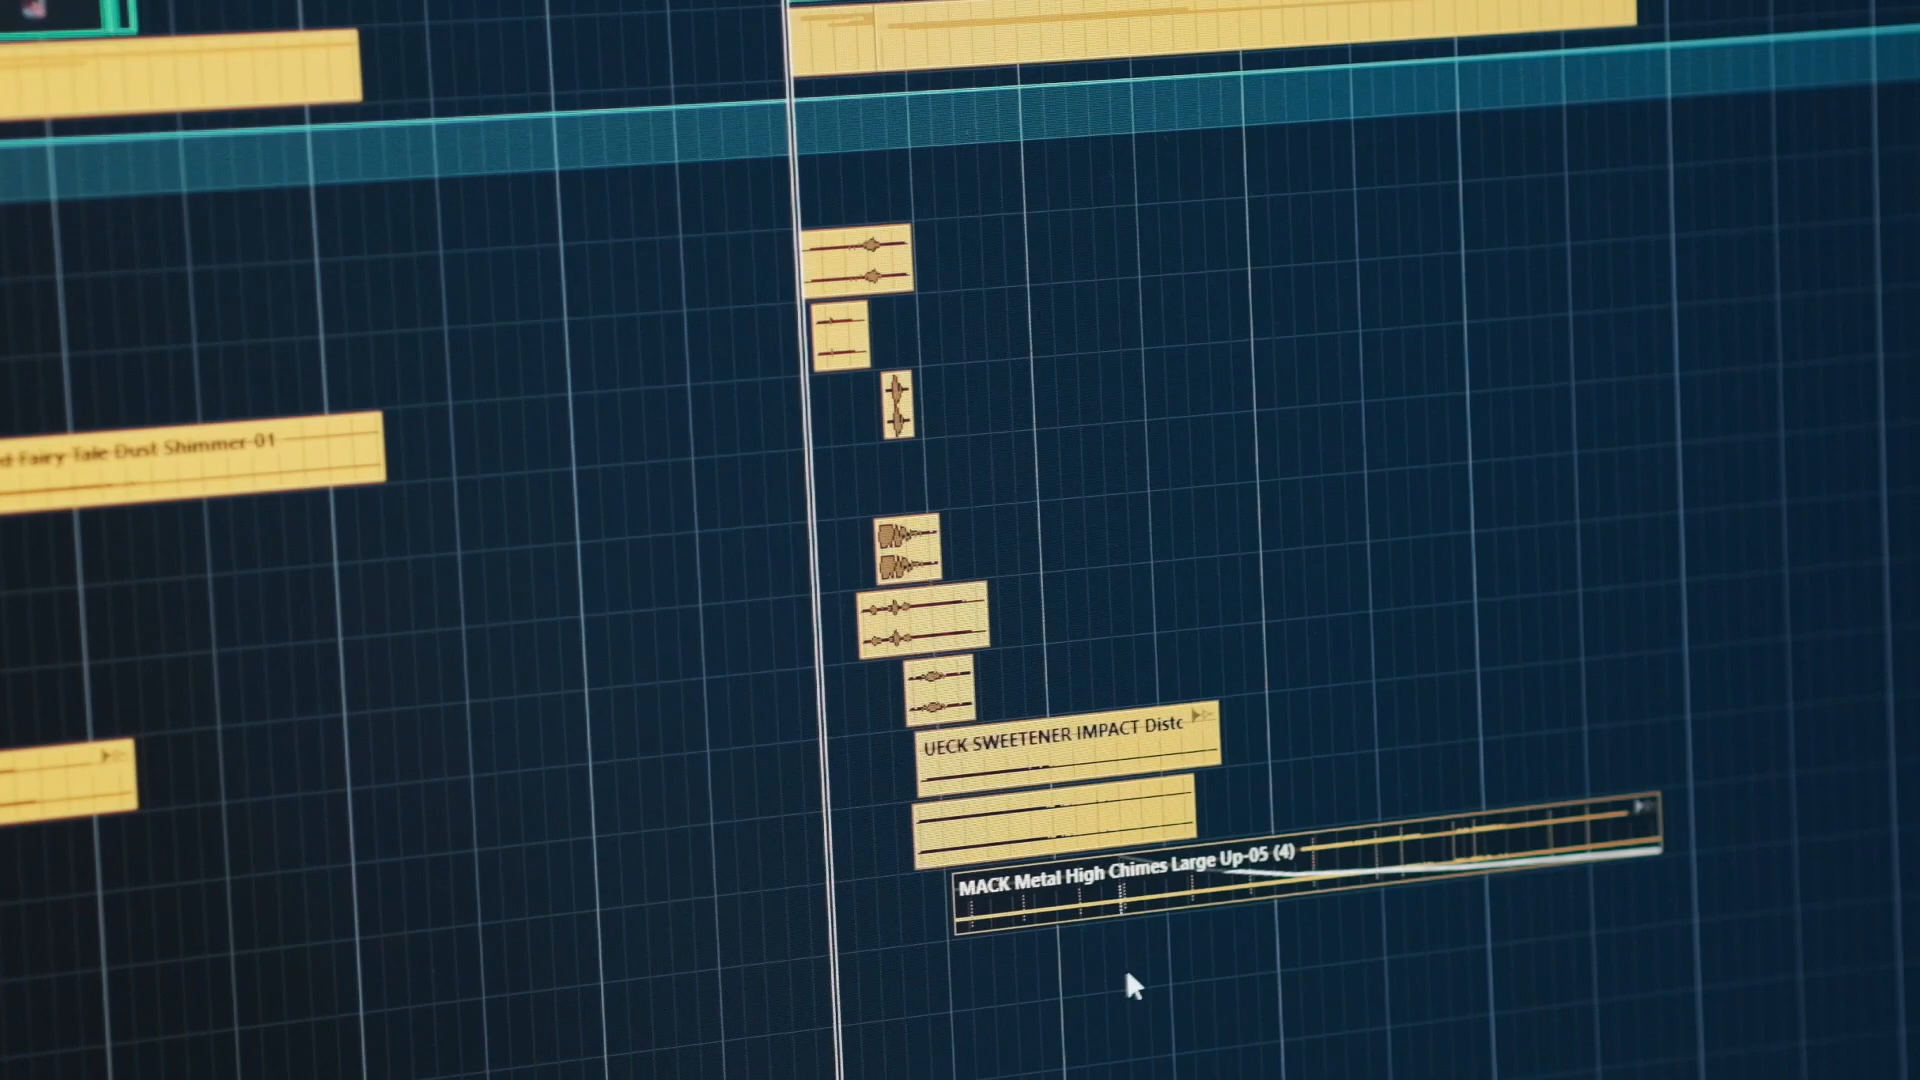 d Fairy Tale Dust Shimmer-01
UECK SWEETENER IMPACT Distc
MACK Metal High Chimes Large Up-05 (4)